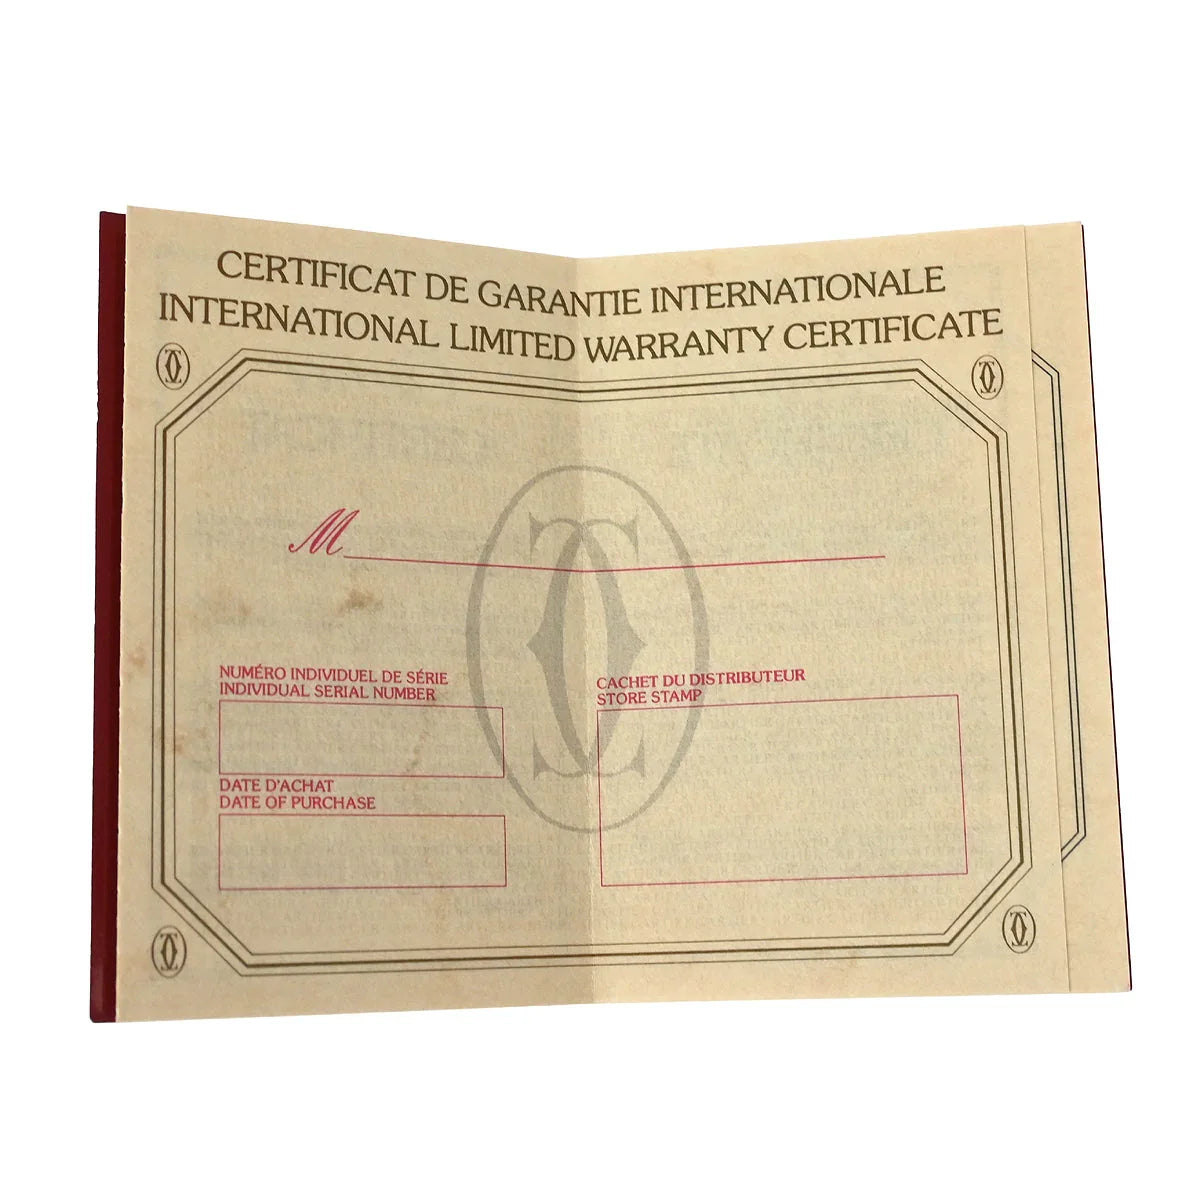 CERTIFICAT DE GARANTIE INTERNATIONALE
INTERNATIONAL LIMITED WARRANTY CERTIFICATE
M
NUMÉRO INDIVIDUEL DE SÉRIE
INDIVIDUAL SERIAL NUMBER
CACHET DU DISTRIBUTEUR
STORE STAMP
DATE D'ACHAT
DATE OF PURCHASE